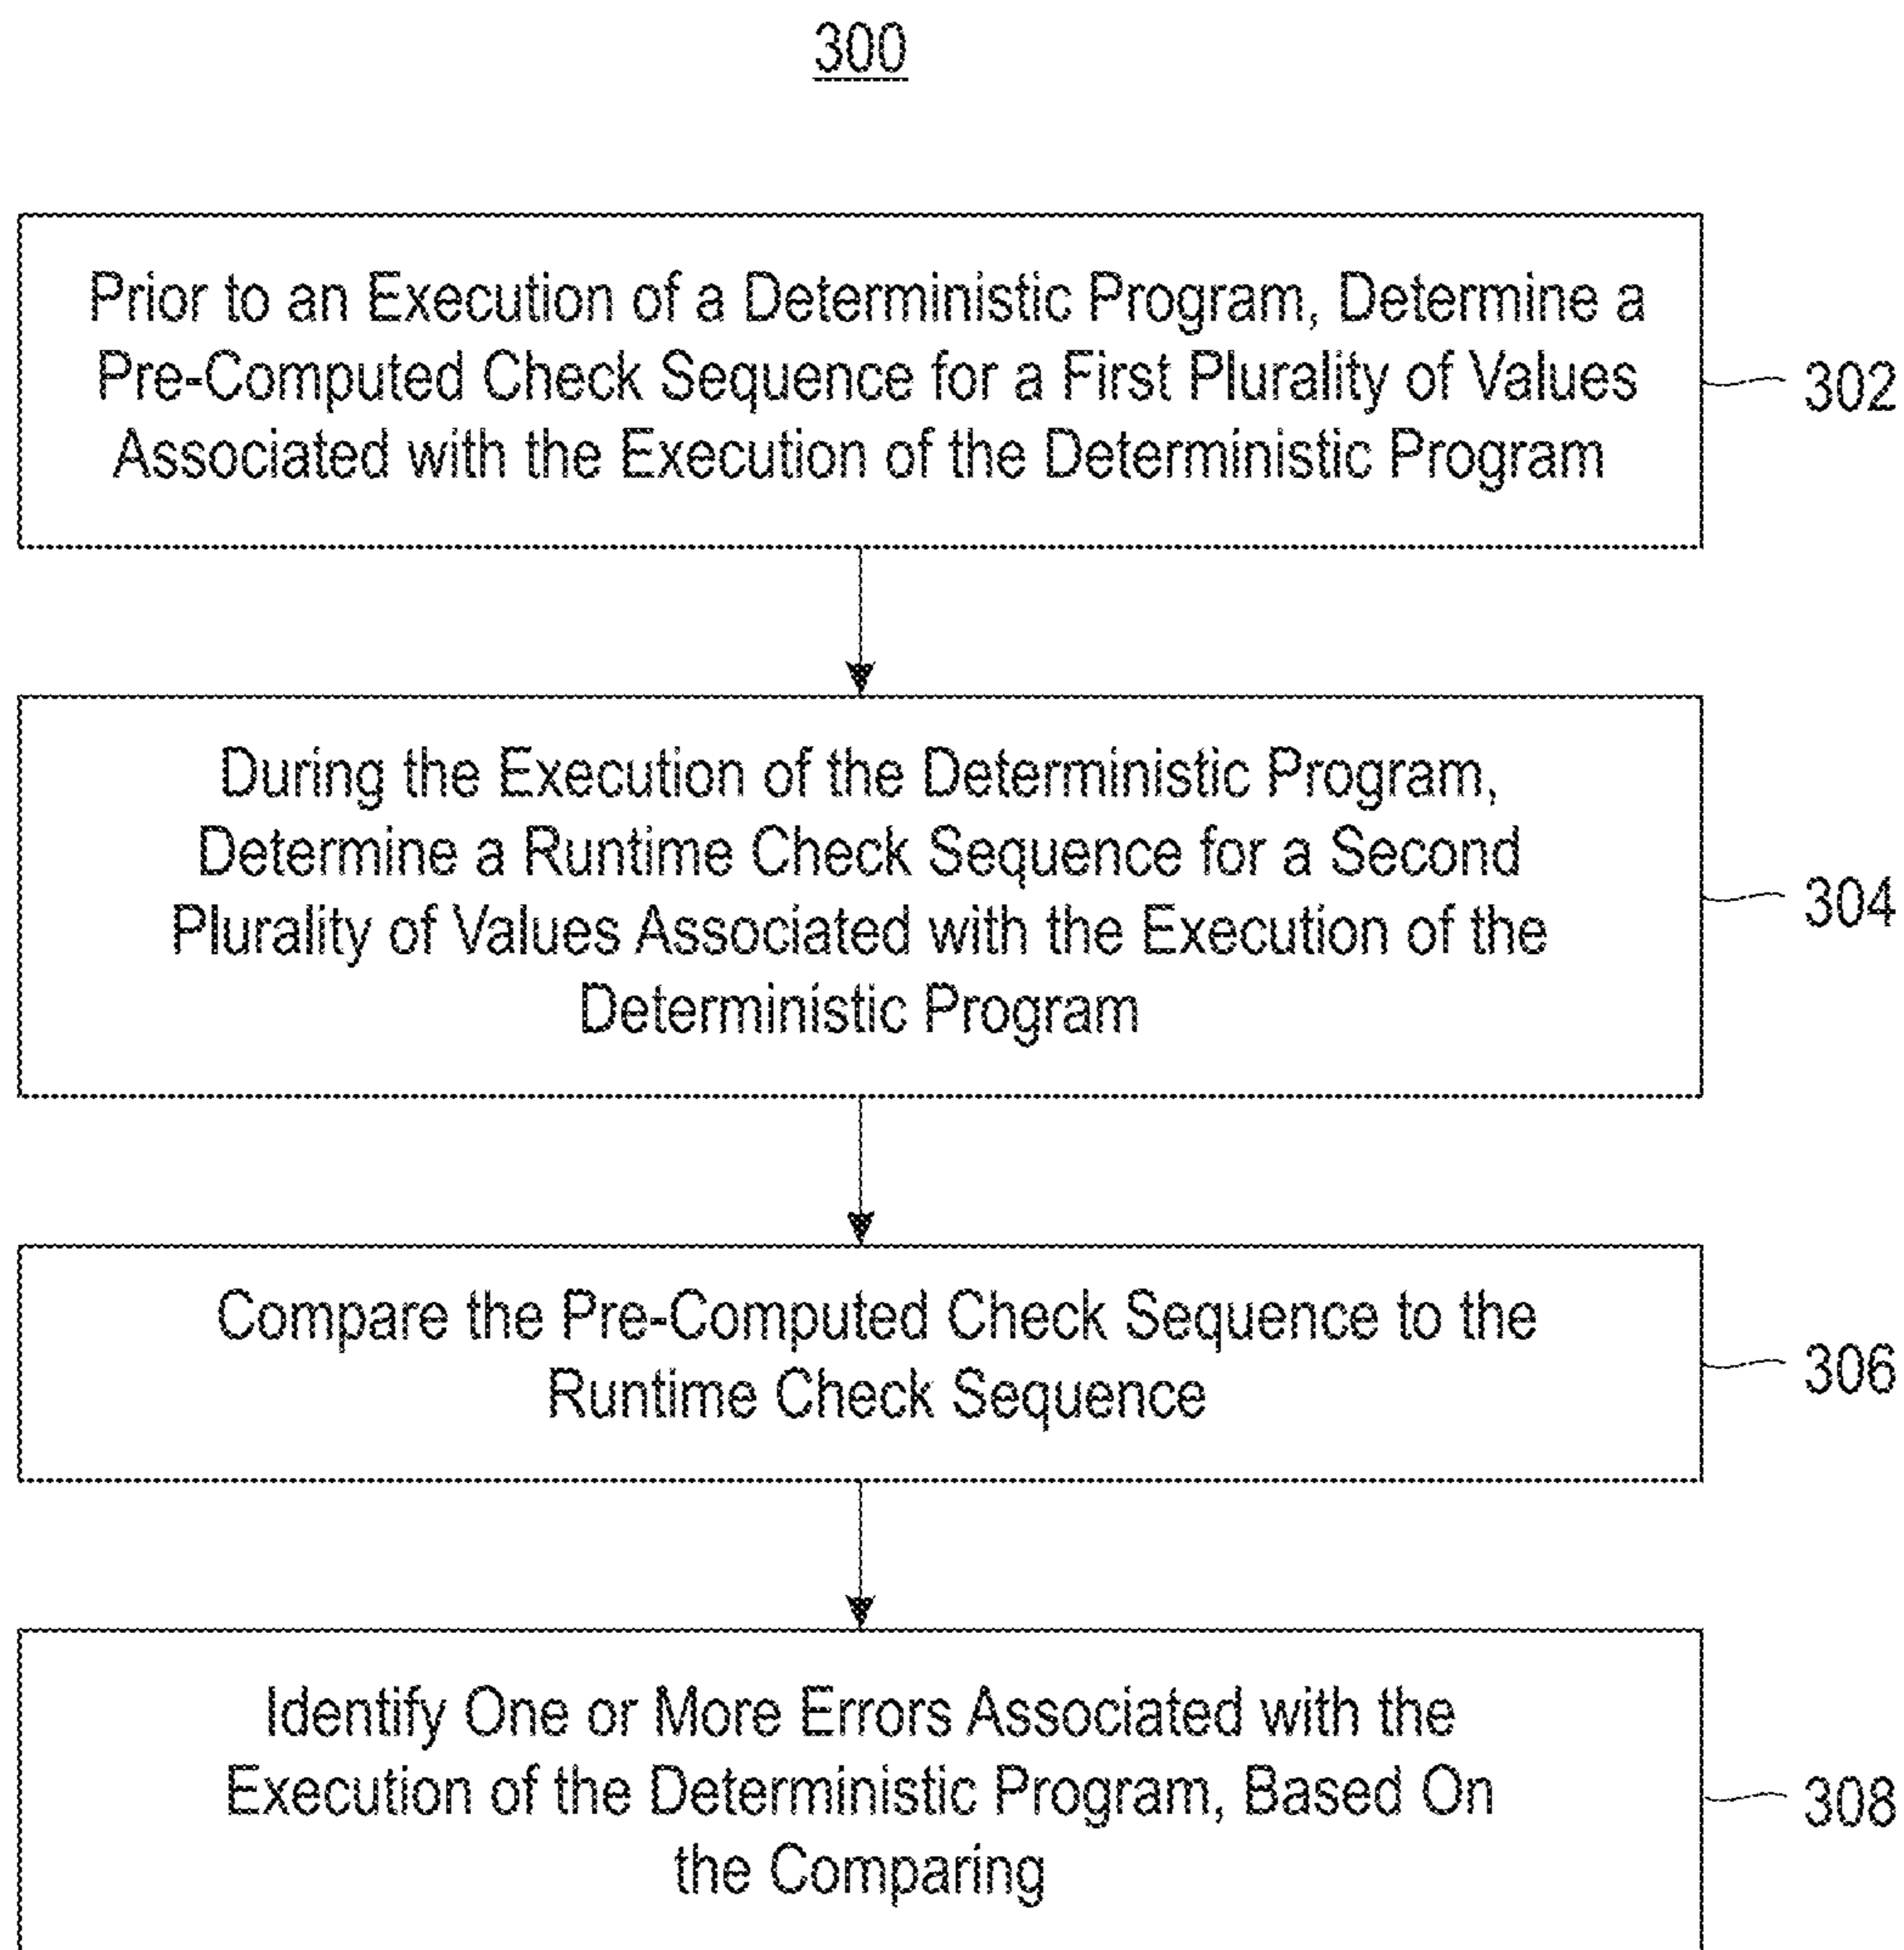 300
Prior to an Execution of a Deterministic Program, Determine a
Pre-Computed Check Sequence for a First Plurality of Values
Associated with the Execution of the Deterministic Program
302
During the Execution of the Deterministic Program,
Determine a Runtime Check Sequence for a Second
Plurality of Values Associated with the Execution of the
Deterministic Program
304
Compare the Pre-Computed Check Sequence to the
Runtime Check Sequence
306
Identify One or More Errors Associated with the
Execution of the Deterministic Program, Based On
the Comparing
308